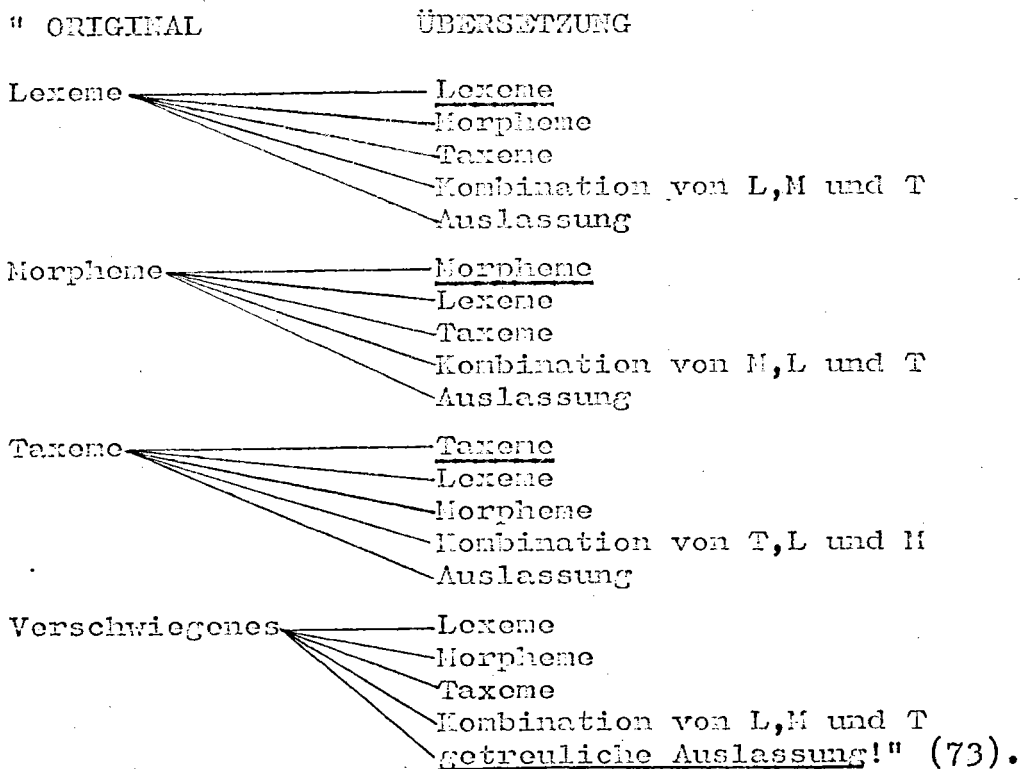 " ORIGINAL ÜBERSETZUNG
Lexeme Lexeme
Morpheme
Taxeme
Kombination von L,M und T
Auslassung
Morpheme Morpheme
Lexeme
Taxeme
Kombination von M,L und T
Auslassung
Taxeme Taxeme
Lexeme
Morpheme
Kombination von T,L und M
Auslassung
Verschwiegenes Lexeme
Morpheme
Taxeme
Kombination von L,M und T
getreuliche Auslassung!" (73).